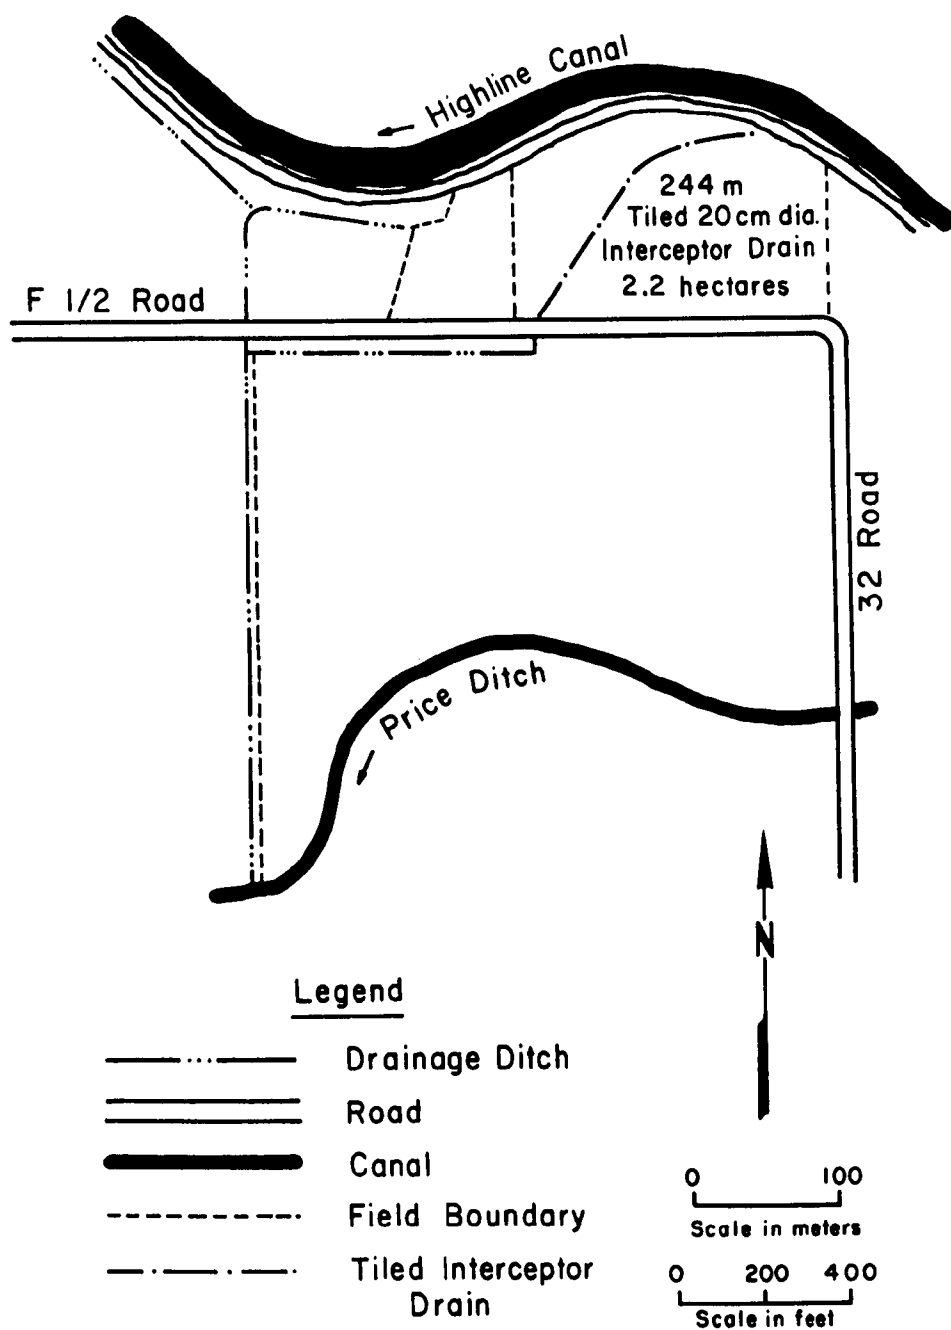 Highline Canal
244 m
Tiled 20 cm dia.
Interceptor Drain
2.2 hectares
F 1/2 Road
32 Road
Price Ditch
N
Legend
Drainage Ditch
Road
Canal
Field Boundary
Tiled Interceptor
Drain
0 100
Scale in meters
0 200 400
Scale in feet